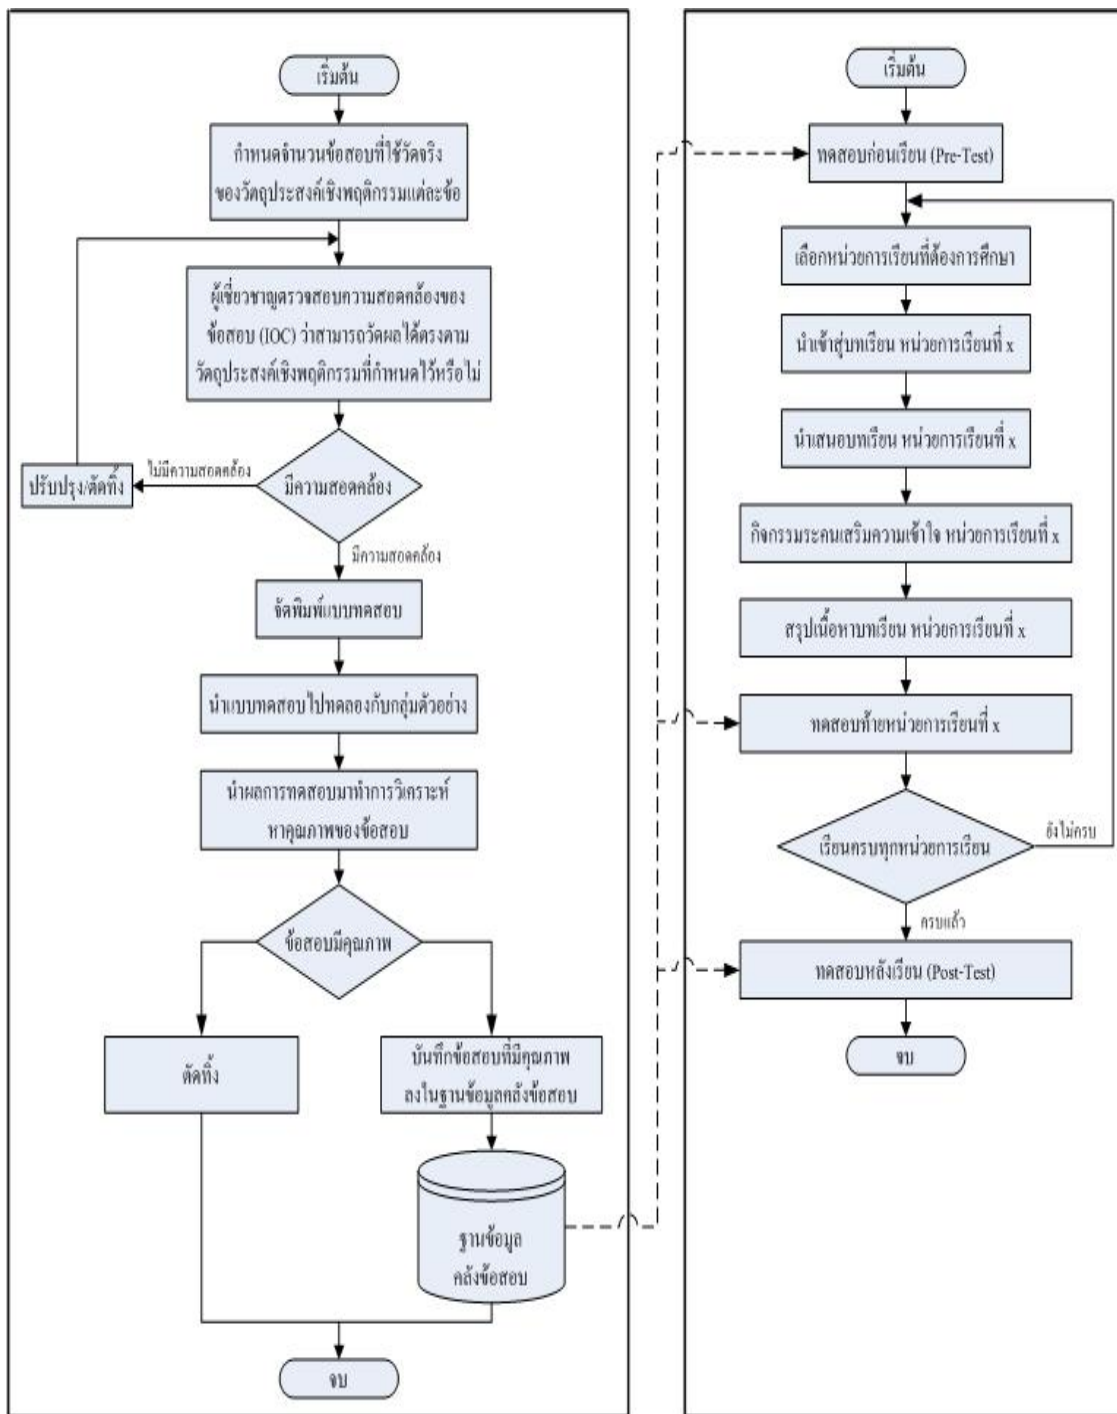 เริ่มต้น
กำหนดจำนวนข้อสอบที่ใช้วัดจริง
ของวัตถุประสงค์เชิงพฤติกรรมแต่ละข้อ
ผู้เชี่ยวชาญตรวจสอบความสอดคล้องของ
ข้อสอบ (IOC) ว่าสามารถวัดผลได้ตรงตาม
วัตถุประสงค์เชิงพฤติกรรมที่กำหนดไว้หรือไม่
มีความสอดคล้อง
ไม่มีความสอดคล้อง
ปรับปรุง/ตัดทิ้ง
มีความสอดคล้อง
จัดพิมพ์แบบทดสอบ
นำแบบทดสอบไปทดลองกับกลุ่มตัวอย่าง
นำผลการทดสอบมาทำการวิเคราะห์
หาคุณภาพของข้อสอบ
ข้อสอบมีคุณภาพ
ตัดทิ้ง
บันทึกข้อสอบที่มีคุณภาพ
ลงในฐานข้อมูลคลังข้อสอบ
ฐานข้อมูล
คลังข้อสอบ
จบ
เริ่มต้น
ทดสอบก่อนเรียน (Pre-Test)
เลือกหน่วยการเรียนที่ต้องการศึกษา
นำเข้าสู่บทเรียน หน่วยการเรียนที่ x
นำเสนอบทเรียน หน่วยการเรียนที่ x
กิจกรรมระคนเสริมความเข้าใจ หน่วยการเรียนที่ x
สรุปเนื้อหาบทเรียน หน่วยการเรียนที่ x
ทดสอบท้ายหน่วยการเรียนที่ x
เรียนครบทุกหน่วยการเรียน
ยังไม่ครบ
ครบแล้ว
ทดสอบหลังเรียน (Post-Test)
จบ